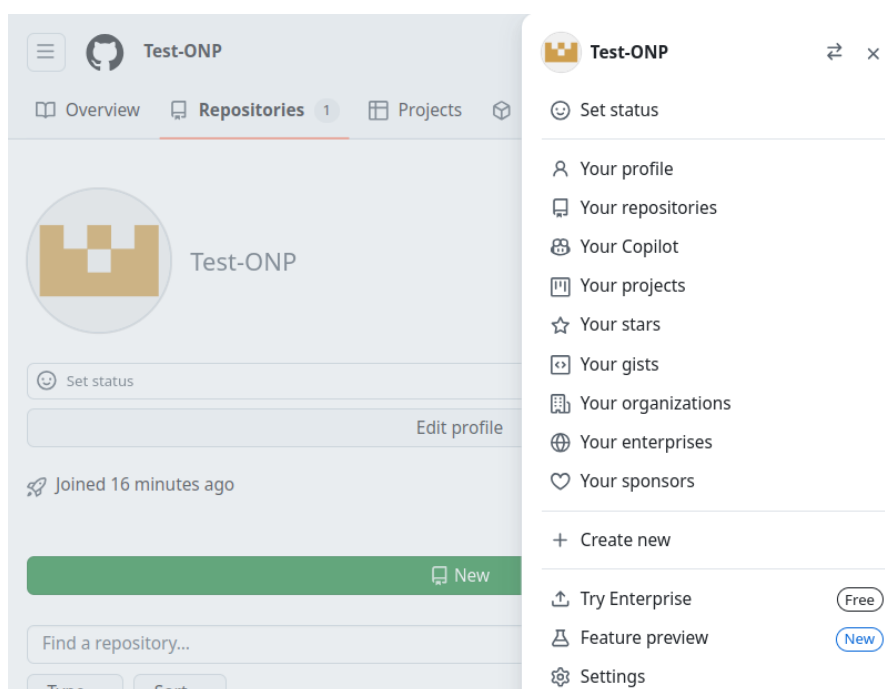 Test-ONP
Overview
Repositories 1
Projects
Test-ONP
Set status
Edit profile
Joined 16 minutes ago
New
Find a repository...
Test-ONP
Set status
Your profile
Your repositories
Your Copilot
Your projects
Your stars
Your gists
Your organizations
Your enterprises
Your sponsors
Create new
Try Enterprise Free
Feature preview New
Settings